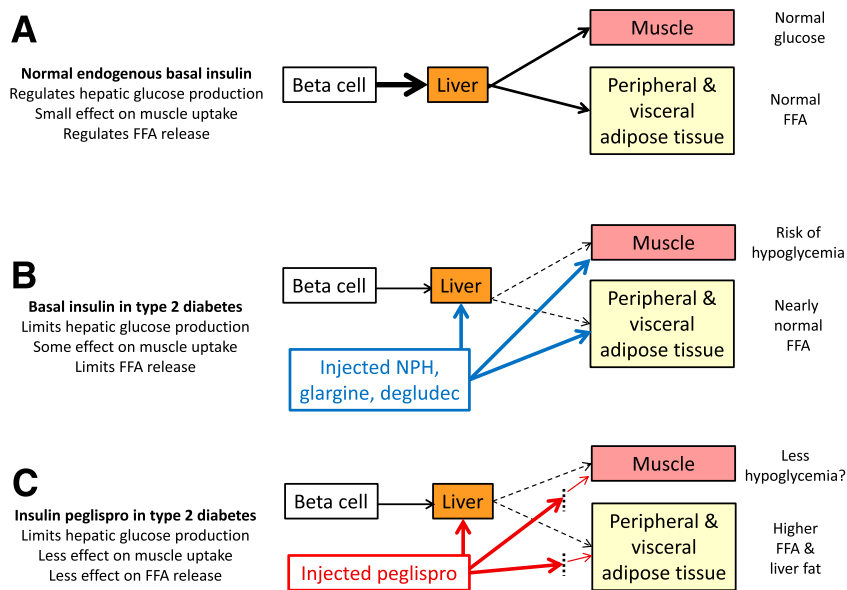 A
Normal endogenous basal insulin
Regulates hepatic glucose production
Small effect on muscle uptake
Regulates FFA release
Beta cell
Liver
Muscle
Peripheral &
visceral
adipose tissue
Normal
glucose
Normal
FFA
B
Basal insulin in type 2 diabetes
Limits hepatic glucose production
Some effect on muscle uptake
Limits FFA release
Beta cell
Liver
Injected NPH,
glargine, degludec
Muscle
Peripheral &
visceral
adipose tissue
Risk of
hypoglycemia
Nearly
normal
FFA
C
Insulin peglispro in type 2 diabetes
Limits hepatic glucose production
Less effect on muscle uptake
Less effect on FFA release
Beta cell
Liver
Injected peglispro
Muscle
Peripheral &
visceral
adipose tissue
Less
hypoglycemia?
Higher
FFA &
liver fat